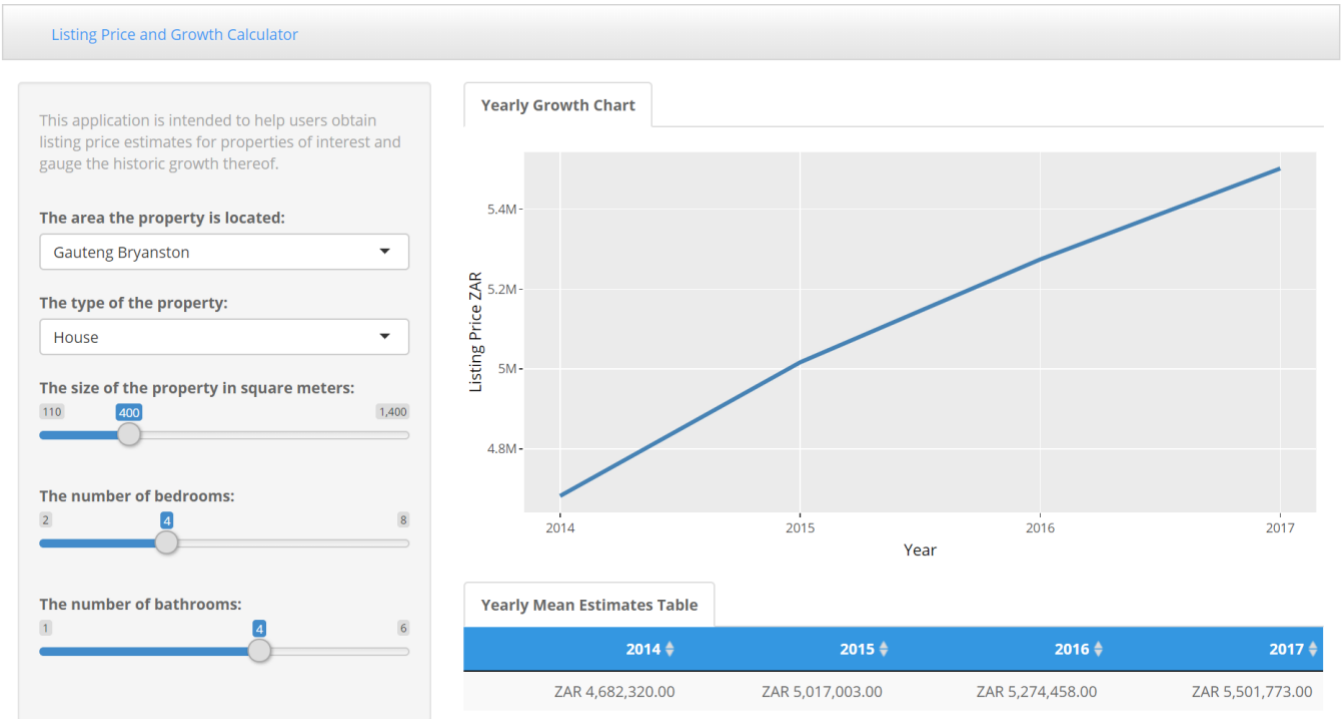 Listing Price and Growth Calculator
This application is intended to help users obtain
listing price estimates for properties of interest and
gauge the historic growth thereof.
The area the property is located:
Gauteng Bryanston
The type of the property:
House
The size of the property in square meters:
110 400 1,400
The number of bedrooms:
2 4 8
The number of bathrooms:
1 4 6
Yearly Growth Chart
Listing Price ZAR
5.4M
5.2M
5M
4.8M
2014 2015 2016 2017
Year
Yearly Mean Estimates Table
2014 2015 2016 2017
ZAR 4,682,320.00 ZAR 5,017,003.00 ZAR 5,274,458.00 ZAR 5,501,773.00